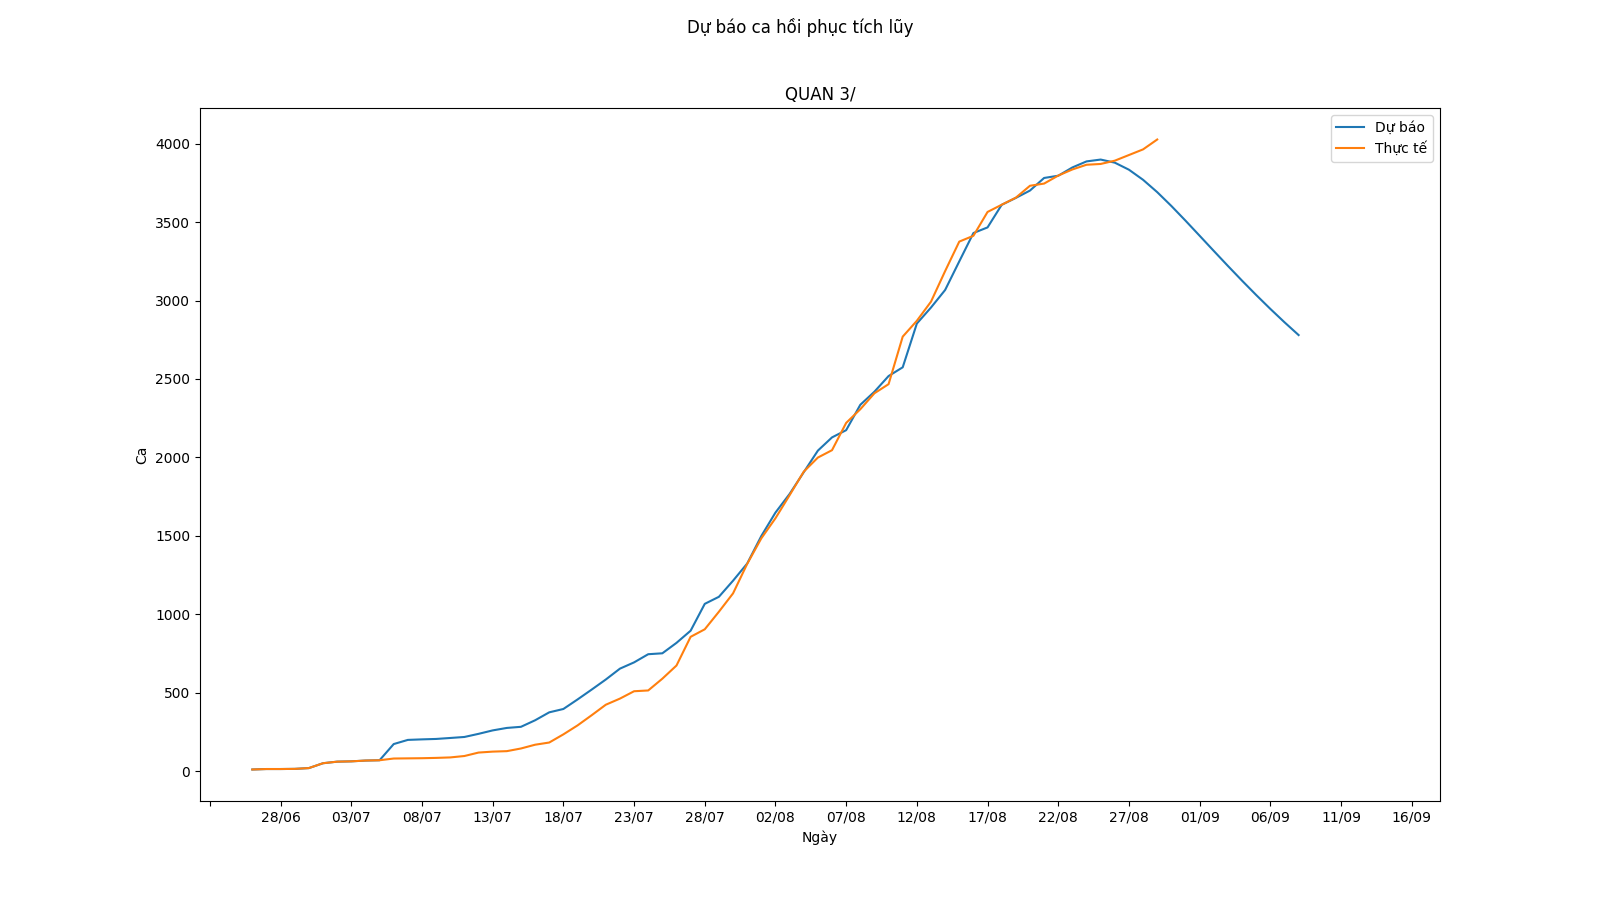 Dự báo ca hồi phục tích lũy
QUAN 3/
Dự báo
Thực tế
4000
3500
3000
2500
2000
1500
1000
500
0
Ca
28/06 03/07 08/07 13/07 18/07 23/07 28/07 02/08 07/08 12/08 17/08 22/08 27/08 01/09 06/09 11/09 16/09
Ngày